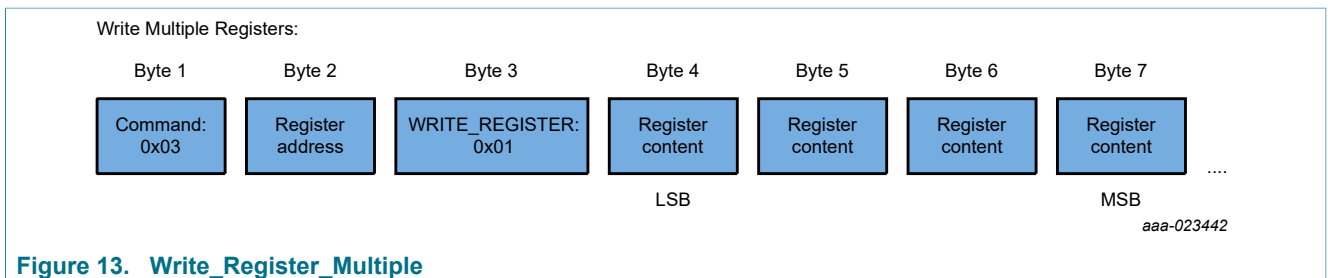 Write Multiple Registers:
Byte 1 Byte 2 Byte 3 Byte 4 Byte 5 Byte 6 Byte 7
Command: Register WRITE_REGISTER: Register Register Register Register
0x03 address 0x01 content content content content
....
LSB MSB
aaa-023442
Figure 13. Write_Register_Multiple